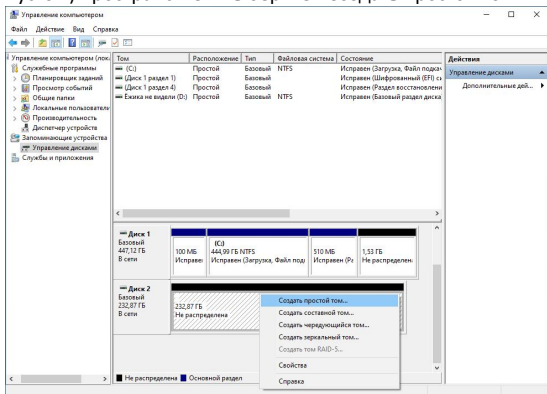 Управление компьютером
Файл Действие Вид Справка
Управление компьютером (лок
Служебные программы
Планировщик заданий
Просмотр событий
Общие папки
Локальные пользователи
Производительность
Диспетчер устройств
Запоминающие устройства
Управление дисками
Службы и приложения
Том Расположение Тип Файловая система Состояние
(C:) Простой Базовый NTFS Исправен (Загрузка, Файл подкач
(Диск 1 раздел 1) Простой Базовый Исправен (Шифрованный (EFI) си
(Диск 1 раздел 4) Простой Базовый Исправен (Раздел восстановлени
Ежика не видели (D:) Простой Базовый NTFS Исправен (Базовый раздел диска
Действия
Управление дисками
Дополнительные дей...
Диск 1
Базовый
447,12 ГБ
В сети
100 МБ
Исправен
(C:)
444,99 ГБ NTFS
Исправен (Загрузка, Файл под
510 МБ
Исправен (Ра
1,53 ГБ
Не распределен
Диск 2
Базовый
232,87 ГБ
В сети
232,87 ГБ
Не распределена
Создать простой том...
Создать составной том...
Создать чередующийся том...
Создать зеркальный том...
Создать том RAID-5...
Свойства
Справка
Не распределена Основной раздел